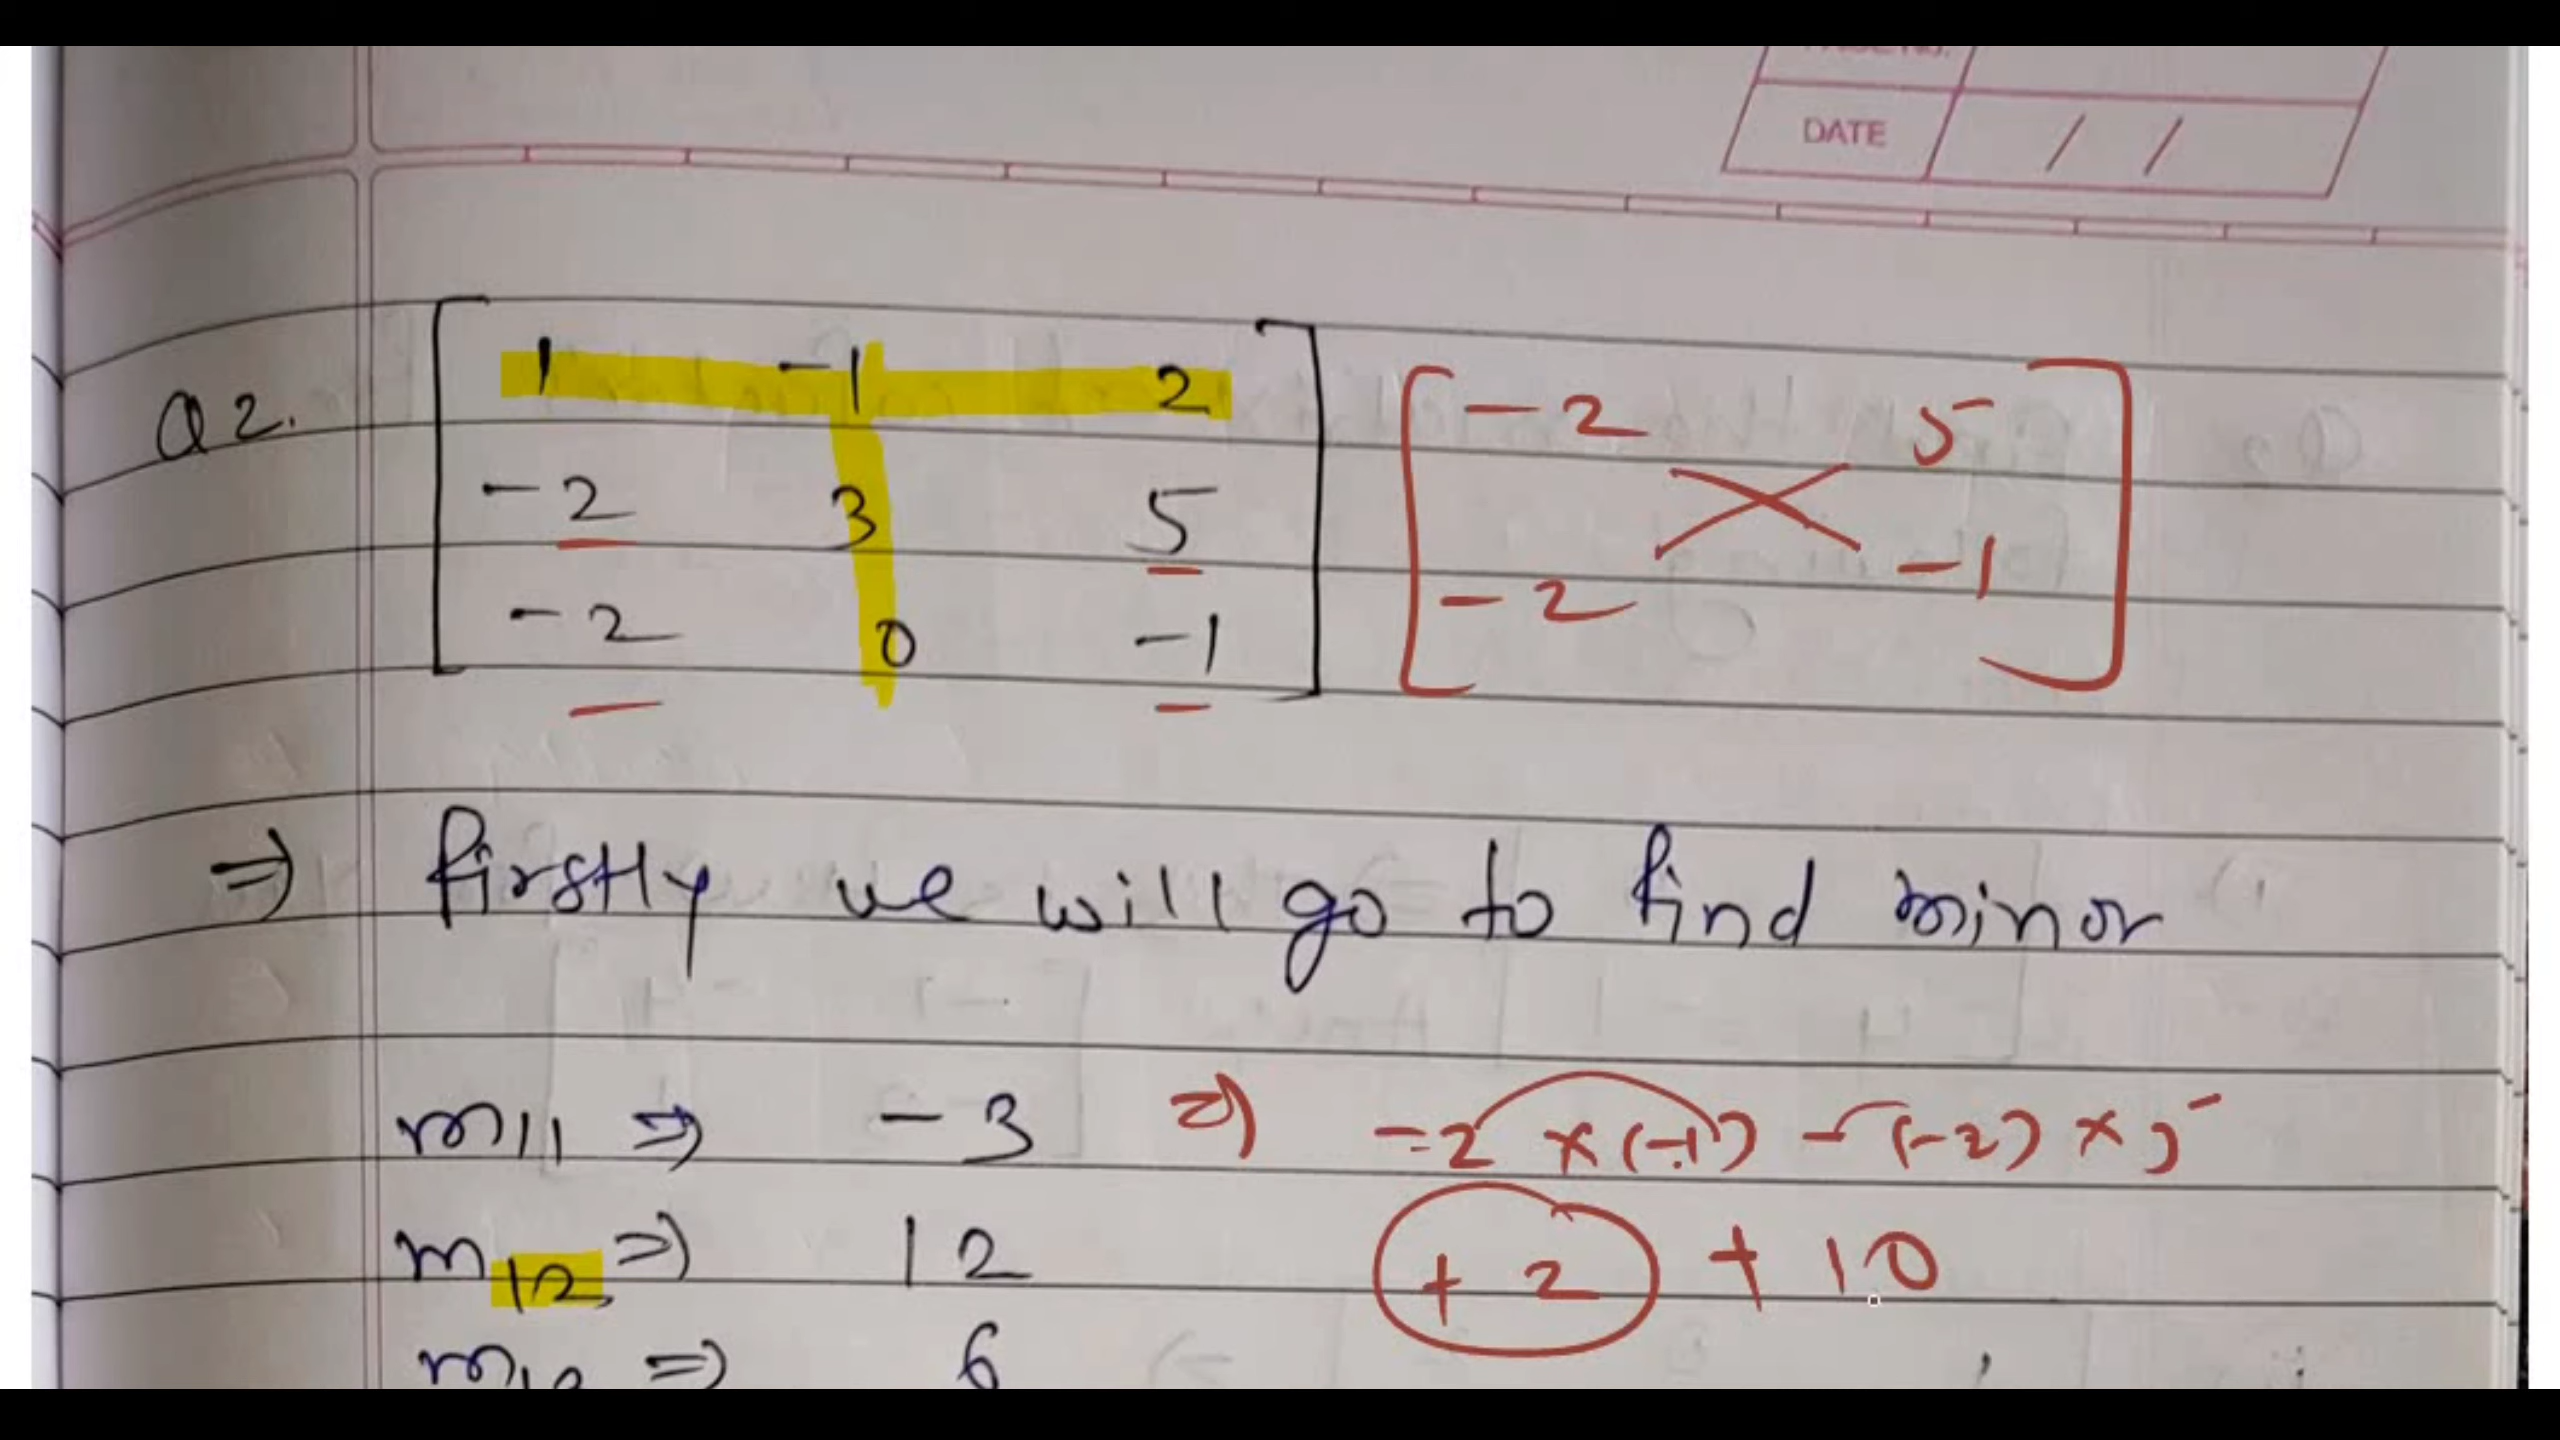 DATE / /
Q2. [ 1 -1 2
-2 3 5
-2 0 -1 ]
[ -2 5
-2 -1 ]
=) firstly we will go to find minor
m11 => -3 => -2 × (-1) - (-2) × 5
m12 => 12 + 2 + 10
=> 6